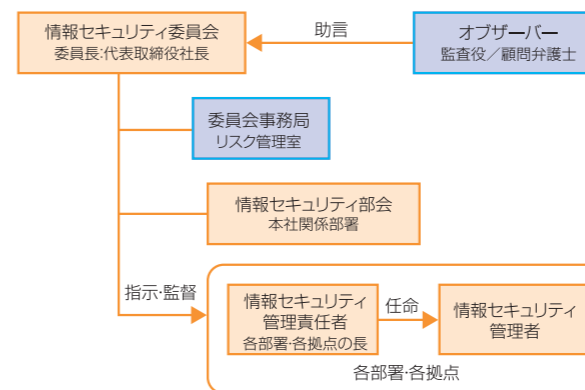 情報セキュリティ委員会
委員長:代表取締役社長
助言
オブザーバー
監査役／顧問弁護士
委員会事務局
リスク管理室
情報セキュリティ部会
本社関係部署
指示・監督
情報セキュリティ
管理責任者
各部署・各拠点の長
任命
情報セキュリティ
管理者
各部署・各拠点